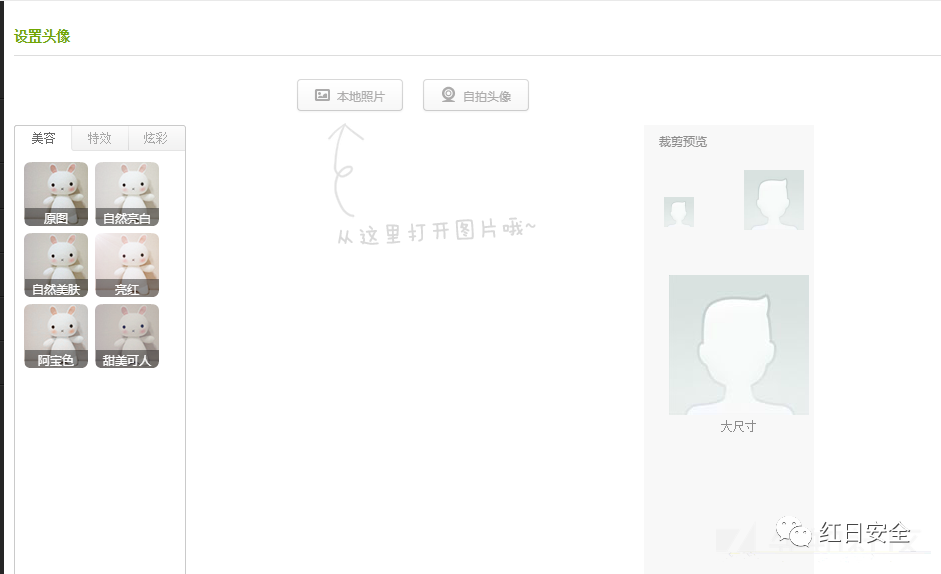 设置头像
本地照片
自拍头像
美容
特效
炫彩
原图
自然亮白
自然美肤
亮红
阿宝色
甜美可人
从这里打开图片哦~
裁剪预览
大尺寸
红日安全